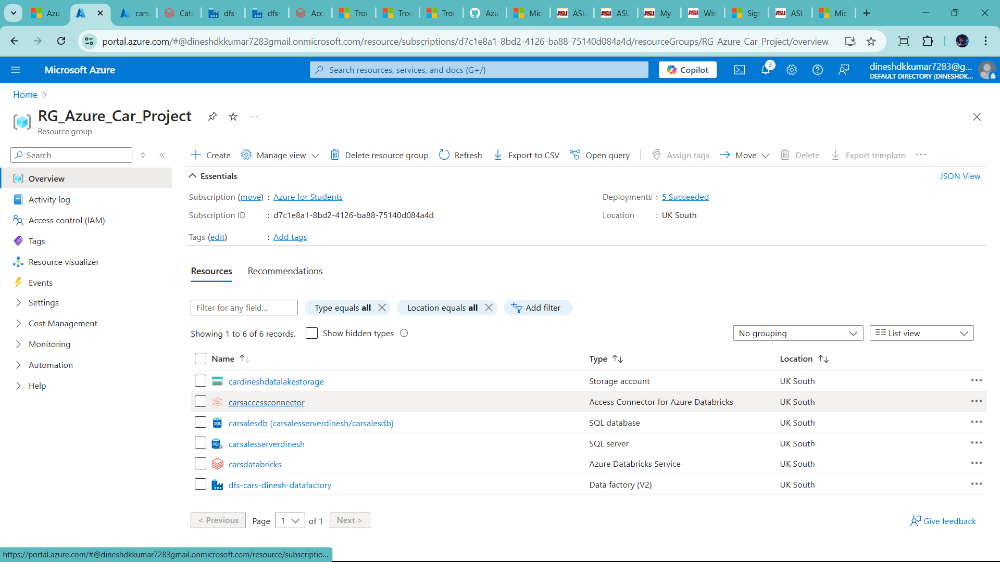 Azur
cars
Cata
dfs-
dfs-
Acce
Trou
Trou
Trou
Azu
Mic
ASU
ASU
My
Win
Sign
ASU
Mic
portal.azure.com/#@dineshdkkumar7283gmail.onmicrosoft.com/resource/subscriptions/d7c1e8a1-8bd2-4126-ba88-75140d084a4d/resourceGroups/RG_Azure_Car_Project/overview
Microsoft Azure
Search resources, services, and docs (G+/)
Copilot
3
dineshdkkumar7283@g...
DEFAULT DIRECTORY (DINESHDK...
Home
RG_Azure_Car_Project
Resource group
Search
Create
Manage view
Delete resource group
Refresh
Export to CSV
Open query
Assign tags
Move
Delete
Export template
Overview
Activity log
Access control (IAM)
Tags
Resource visualizer
Events
Settings
Cost Management
Monitoring
Automation
Help
Essentials
JSON View
Subscription (move) : Azure for Students
Deployments : 5 Succeeded
Subscription ID : d7c1e8a1-8bd2-4126-ba88-75140d084a4d
Location : UK South
Tags (edit) : Add tags
Resources
Recommendations
Filter for any field...
Type equals all
Location equals all
Add filter
Showing 1 to 6 of 6 records.
Show hidden types
No grouping
List view
Name Type Location
cardineshdatalakestorage Storage account UK South
carsaccessconnector Access Connector for Azure Databricks UK South
carsalesdb (carsalesserverdinesh/carsalesdb) SQL database UK South
carsalesserverdinesh SQL server UK South
carsdatabricks Azure Databricks Service UK South
dfs-cars-dinesh-datafactory Data factory (V2) UK South
< Previous
Page 1 of 1
Next >
Give feedback
https://portal.azure.com/#@dineshdkkumar7283gmail.onmicrosoft.com/resource/subscriptio...